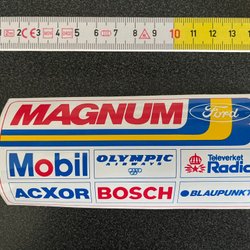 1 2 3 4 5 6 7 8 9 10 11 12 13
MAGNUM Ford
Mobil OLYMPIC AIRWAYS Televerket Radio
ACXOR BOSCH BLAUPUNKT